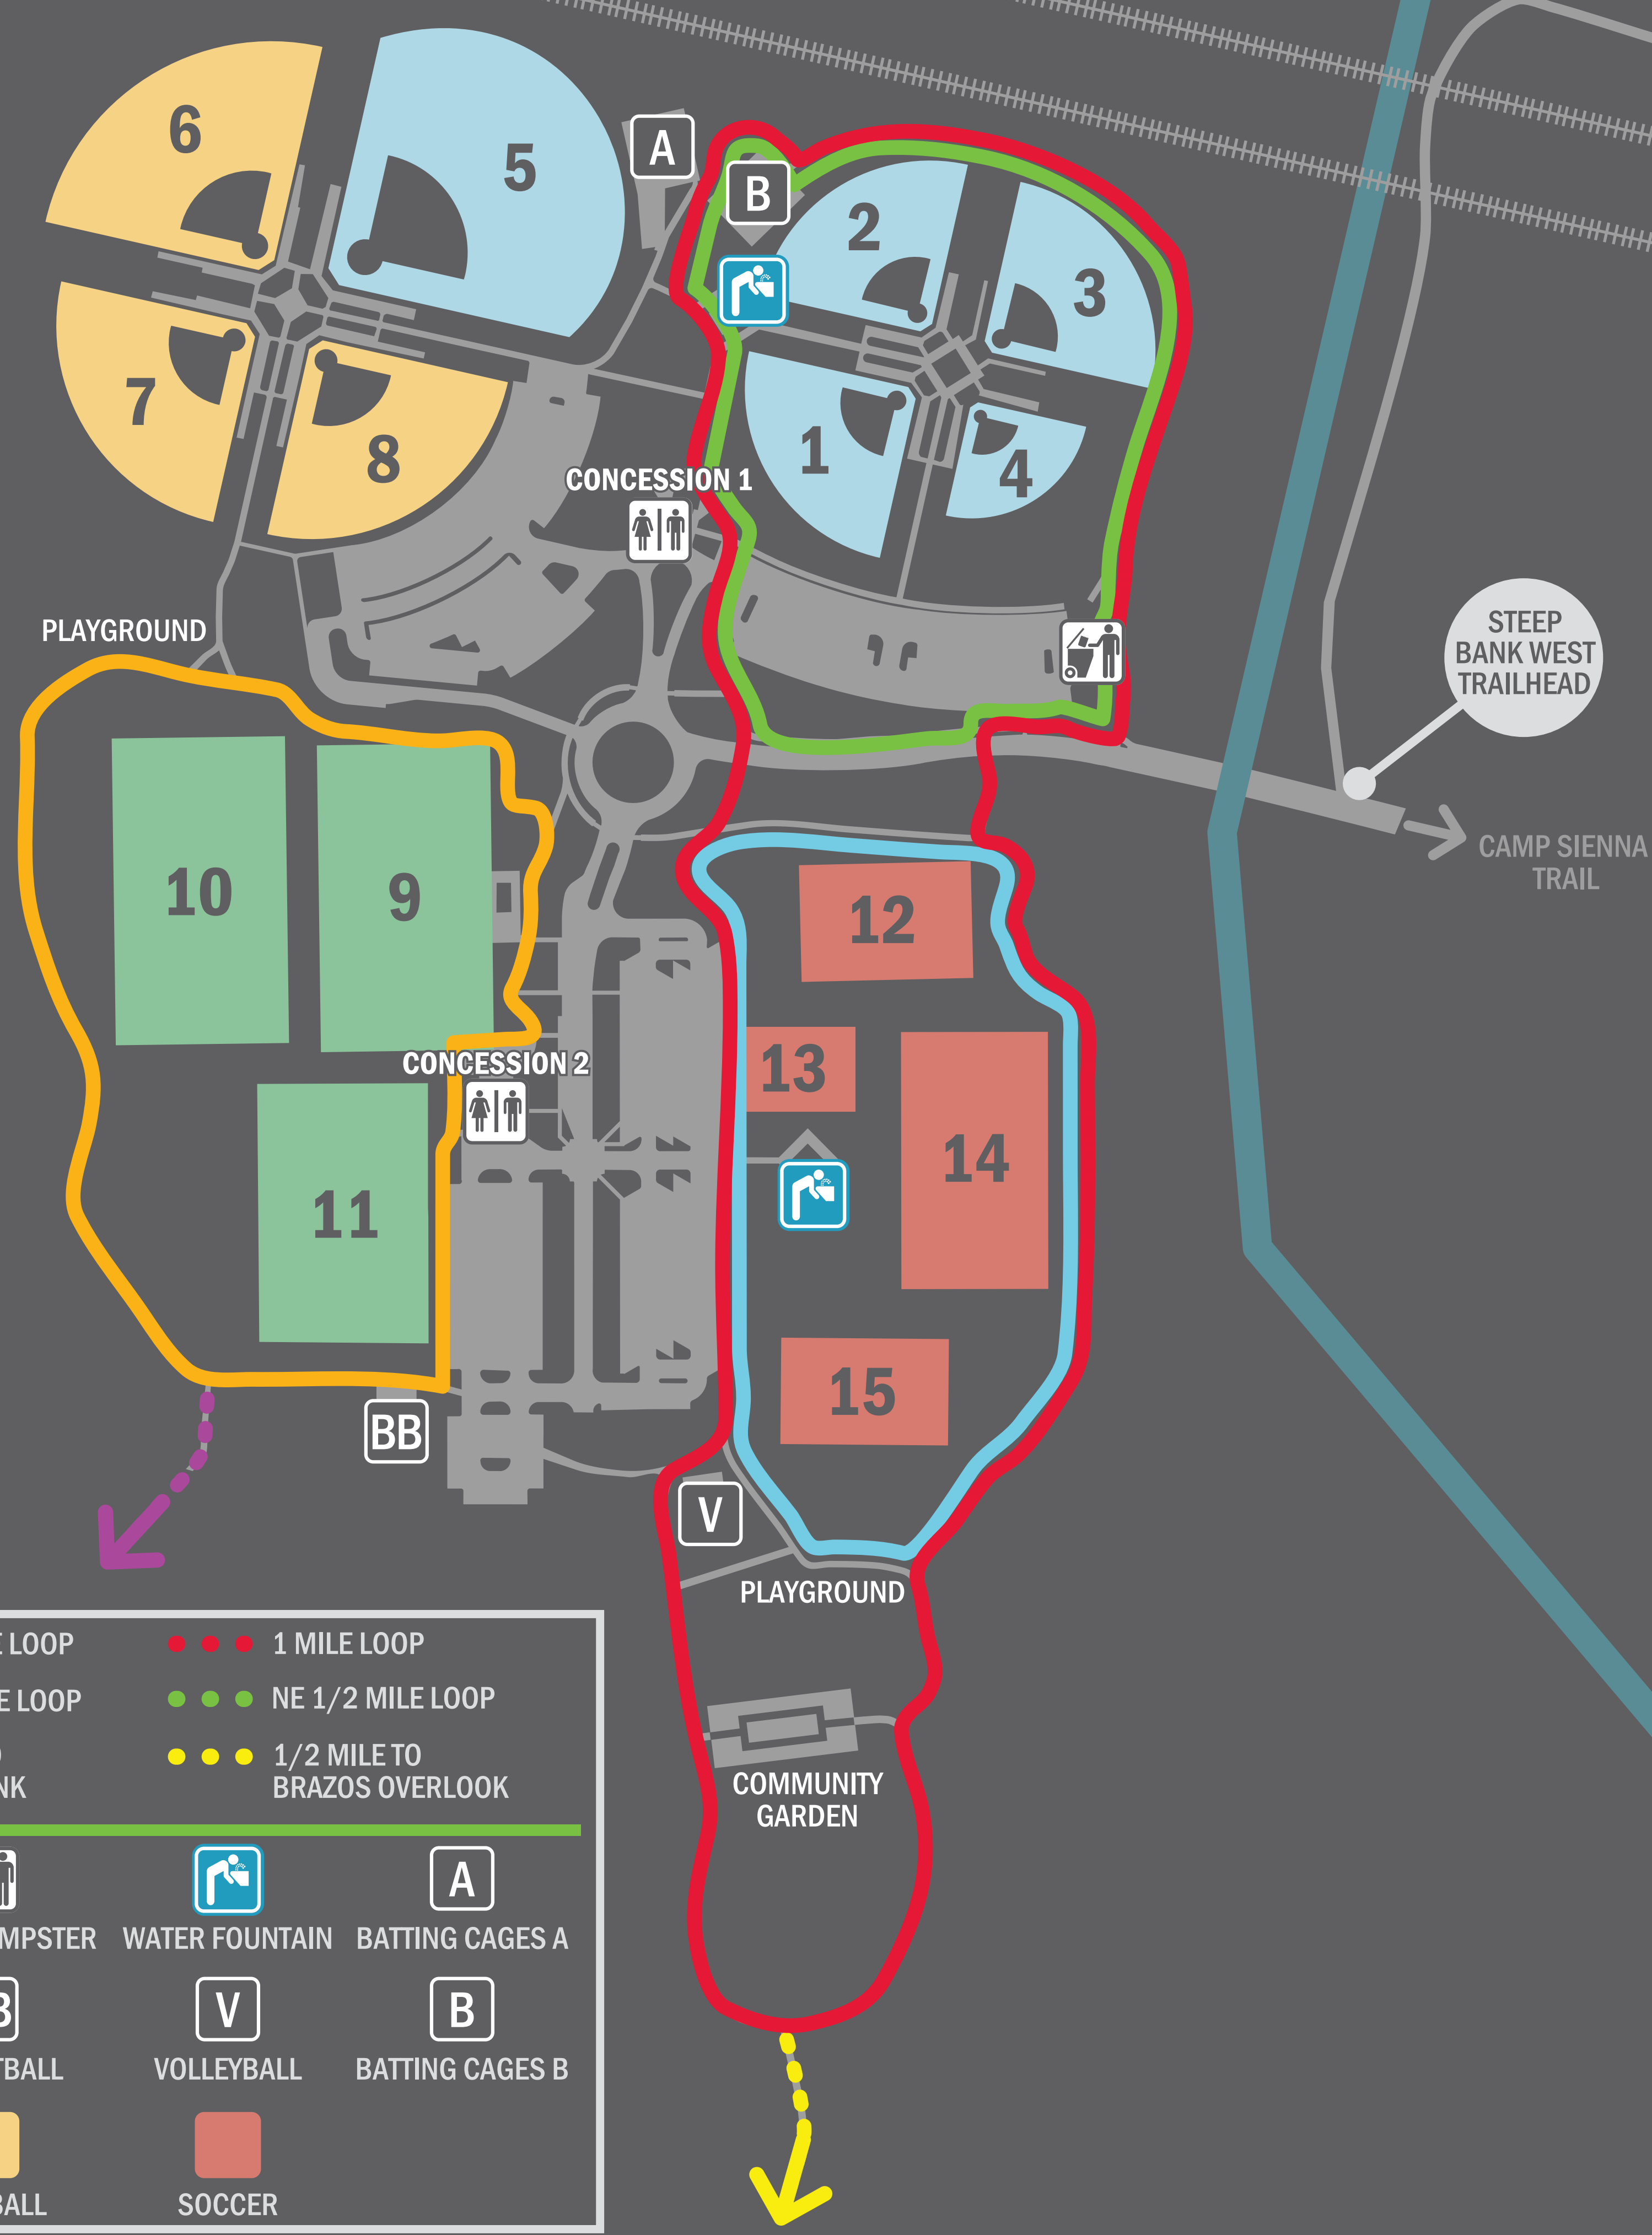 6
5
A
B
2
3
7
8
1
4
CONCESSION 1
PLAYGROUND
STEEP
BANK WEST
TRAILHEAD
10
9
12
CAMP SIENNA
TRAIL
CONCESSION 2
13
14
11
15
BB
V
PLAYGROUND
COMMUNITY
GARDEN
LOOP
1 MILE LOOP
LOOP
NE 1/2 MILE LOOP
1/2 MILE TO
BRAZOS OVERLOOK
NK
A
MPSTER
WATER FOUNTAIN
BATTING CAGES A
V
B
TBALL
VOLLEYBALL
BATTING CAGES B
BALL
SOCCER